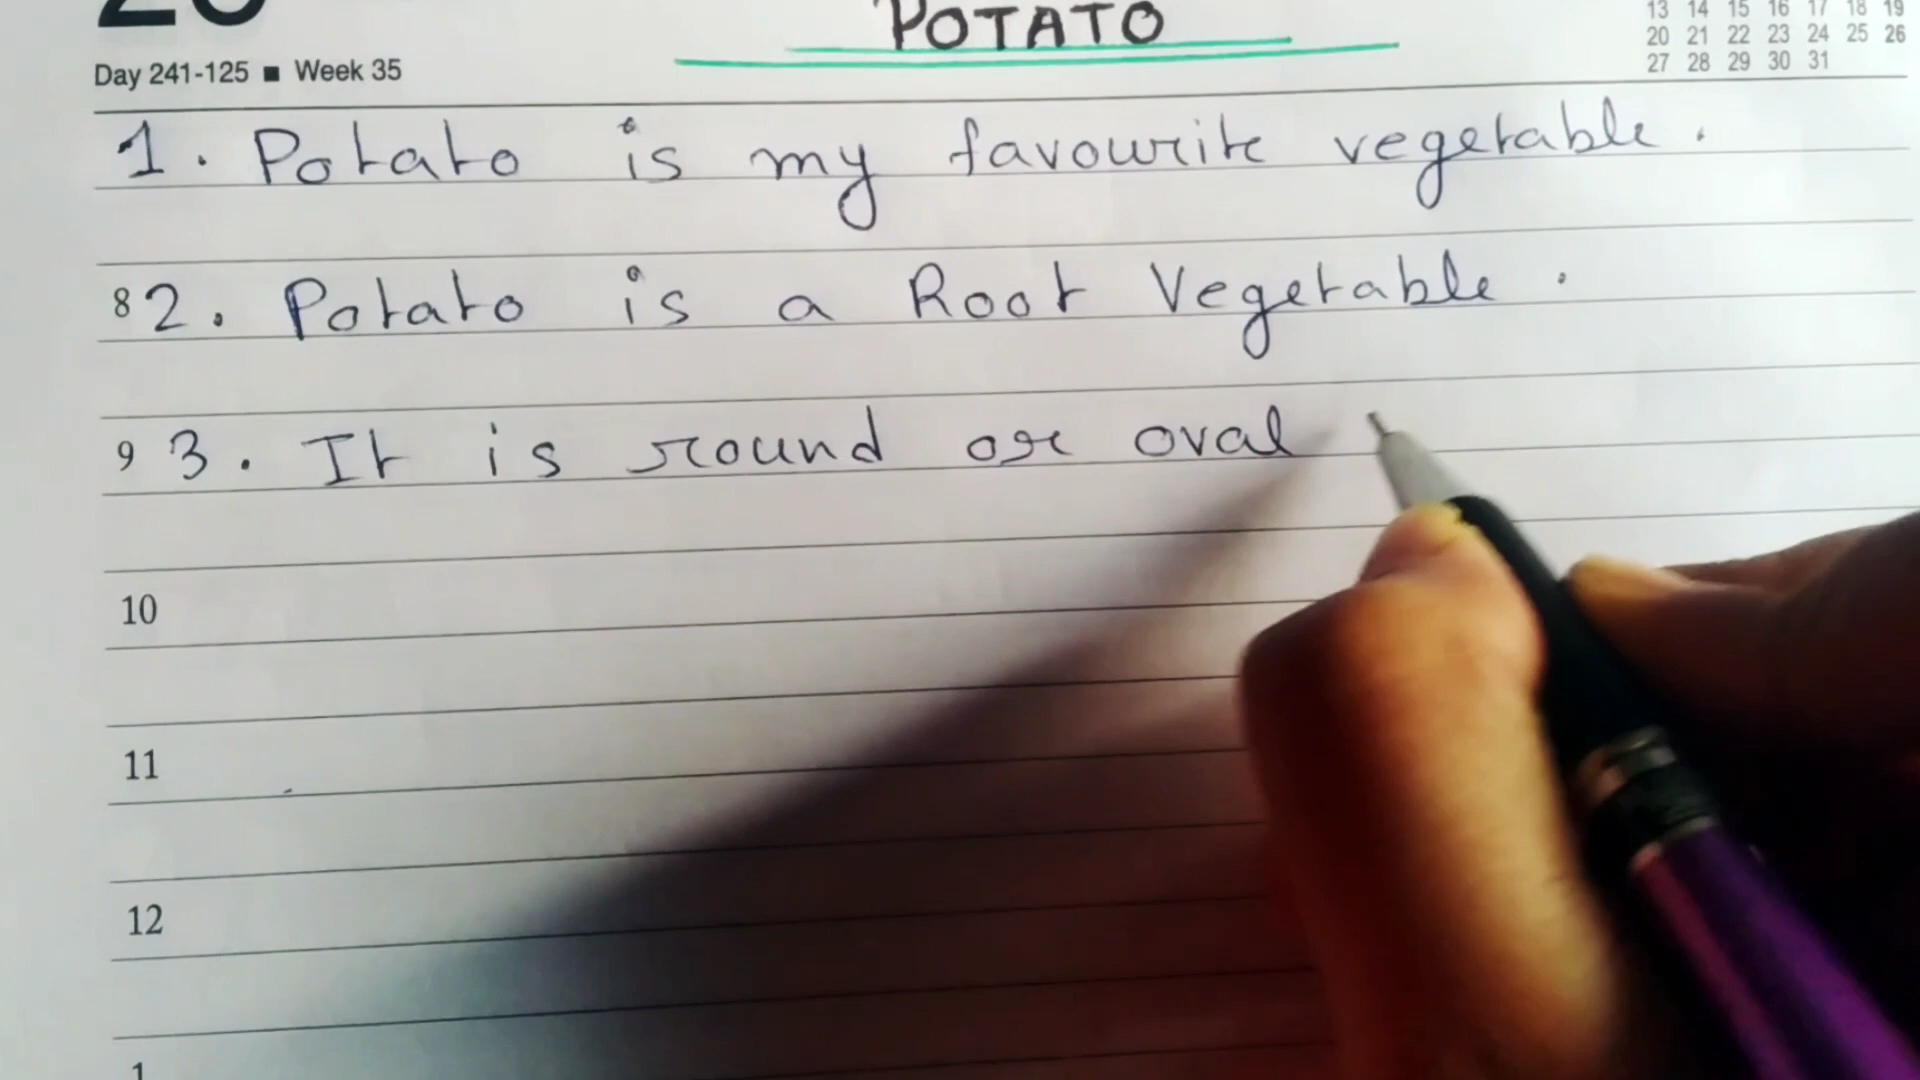 POTATO
13 14 15 16 17 18 19
20 21 22 23 24 25 26
27 28 29 30 31
Day 241-125 ■ Week 35
1. Potato is my favourite vegetable.
8 2. Potato is a Root Vegetable.
9 3. It is round or oval
10
11
12
1